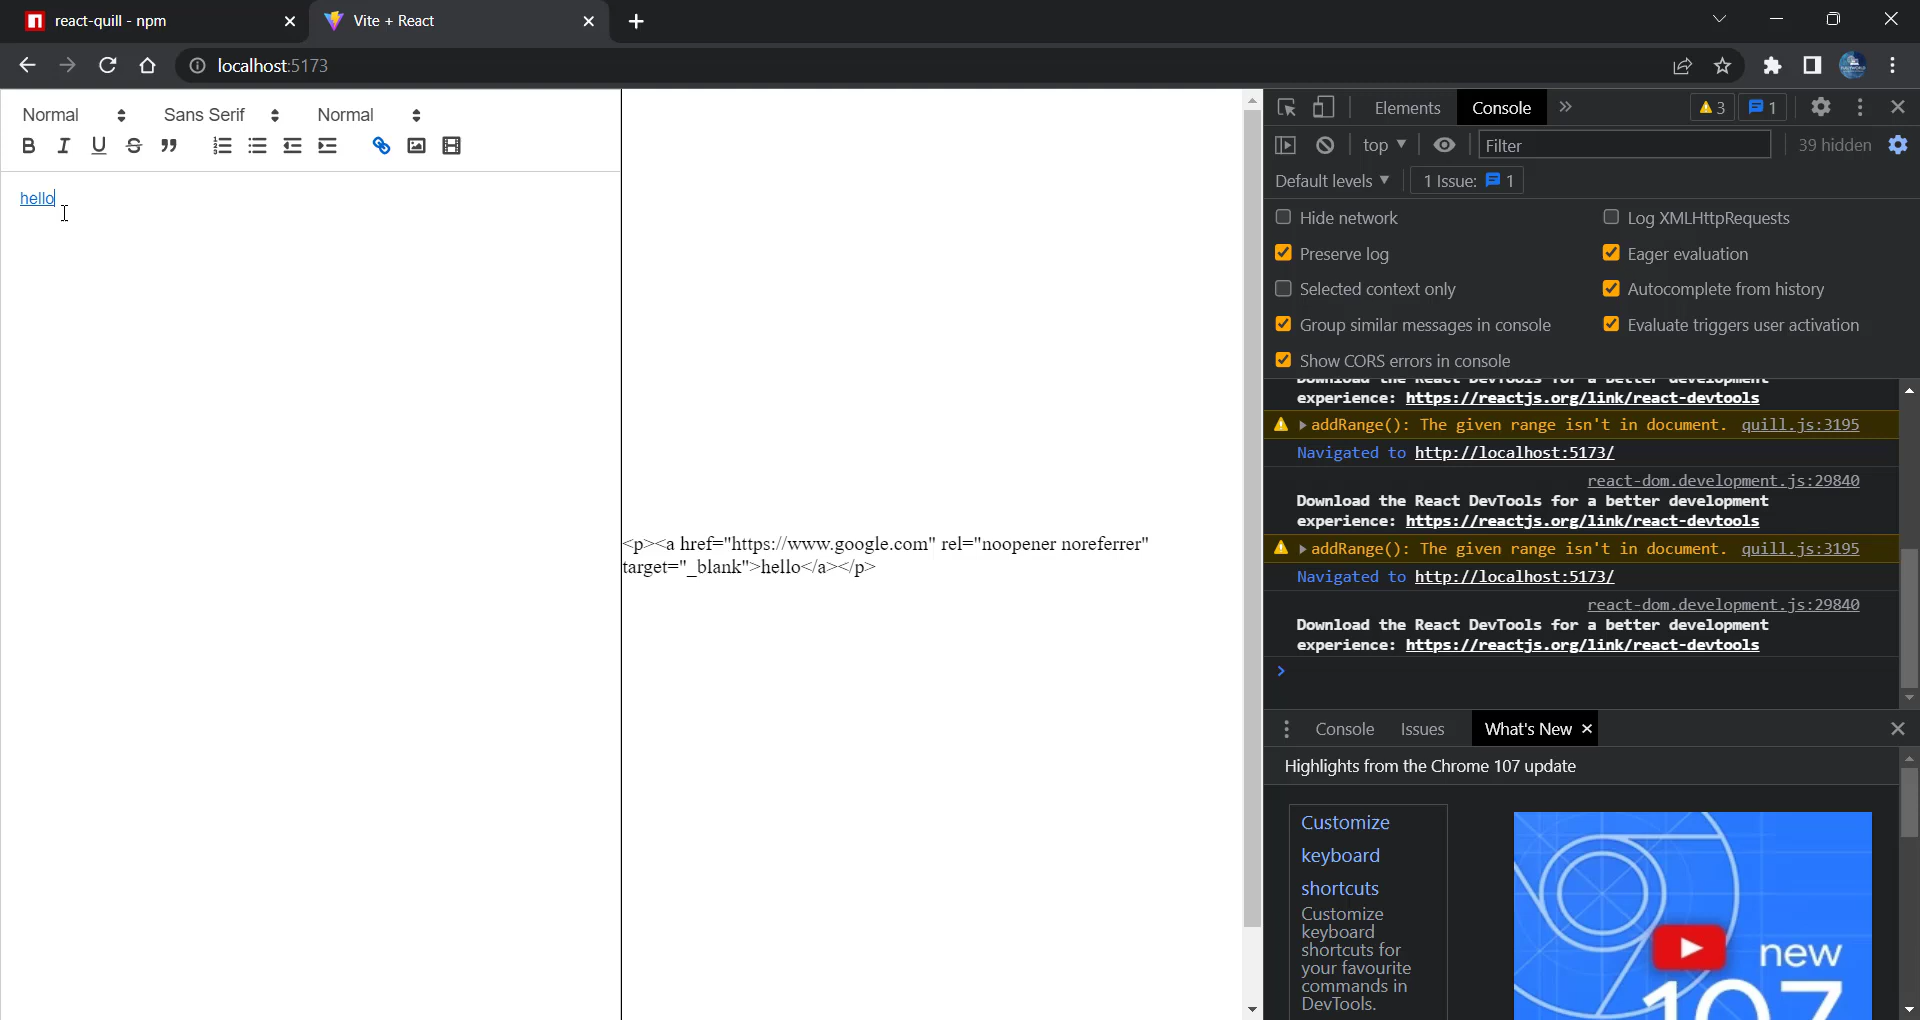 react-quill - npm
Vite + React
localhost:5173
Normal
Sans Serif
Normal
hello
<p><a href="https://www.google.com" rel="noopener noreferrer"
target="_blank">hello</a></p>
Elements
Console
3
1
top
Filter
39 hidden
Default levels
1 Issue: 1
Hide network
Log XMLHttpRequests
Preserve log
Eager evaluation
Selected context only
Autocomplete from history
Group similar messages in console
Evaluate triggers user activation
Show CORS errors in console
Download the React DevTools for a better development
experience: https://reactjs.org/link/react-devtools
addRange(): The given range isn't in document. quill.js:3195
Navigated to http://localhost:5173/
react-dom.development.js:29840
Download the React DevTools for a better development
experience: https://reactjs.org/link/react-devtools
addRange(): The given range isn't in document. quill.js:3195
Navigated to http://localhost:5173/
react-dom.development.js:29840
Download the React DevTools for a better development
experience: https://reactjs.org/link/react-devtools
Console
Issues
What's New
Highlights from the Chrome 107 update
Customize
keyboard
shortcuts
Customize
keyboard
shortcuts for
your favourite
commands in
DevTools.
new
107